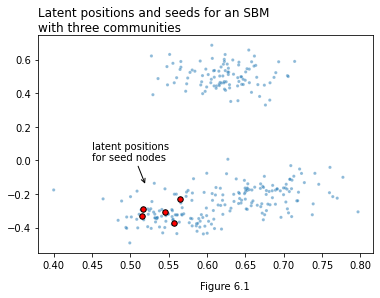 Latent positions and seeds for an SBM
with three communities
0.6
0.4
0.2
0.0
−0.2
−0.4
latent positions
for seed nodes
0.40 0.45 0.50 0.55 0.60 0.65 0.70 0.75 0.80
Figure 6.1